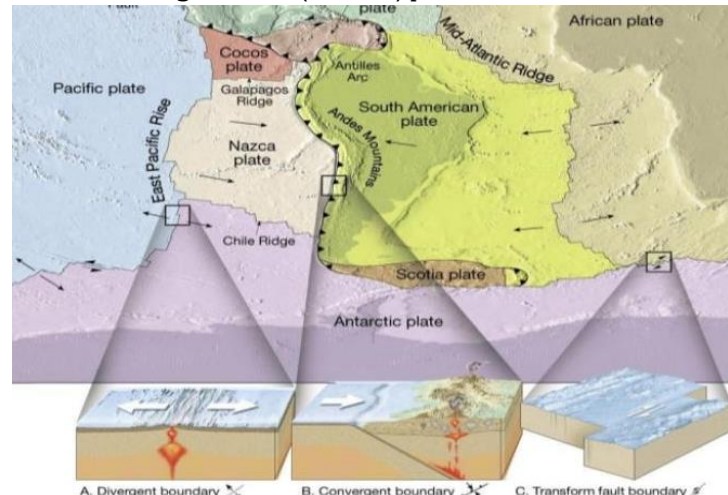 African plate
Mid-Atlantic Ridge
Cocos
plate
Antilles
Arc
Pacific plate
Galapagos
Ridge
South American
plate
Andes Mountains
East Pacific Rise
Nazca
plate
Chile Ridge
Scotia plate
Antarctic plate
A. Divergent boundary
B. Convergent boundary
C. Transform fault boundary